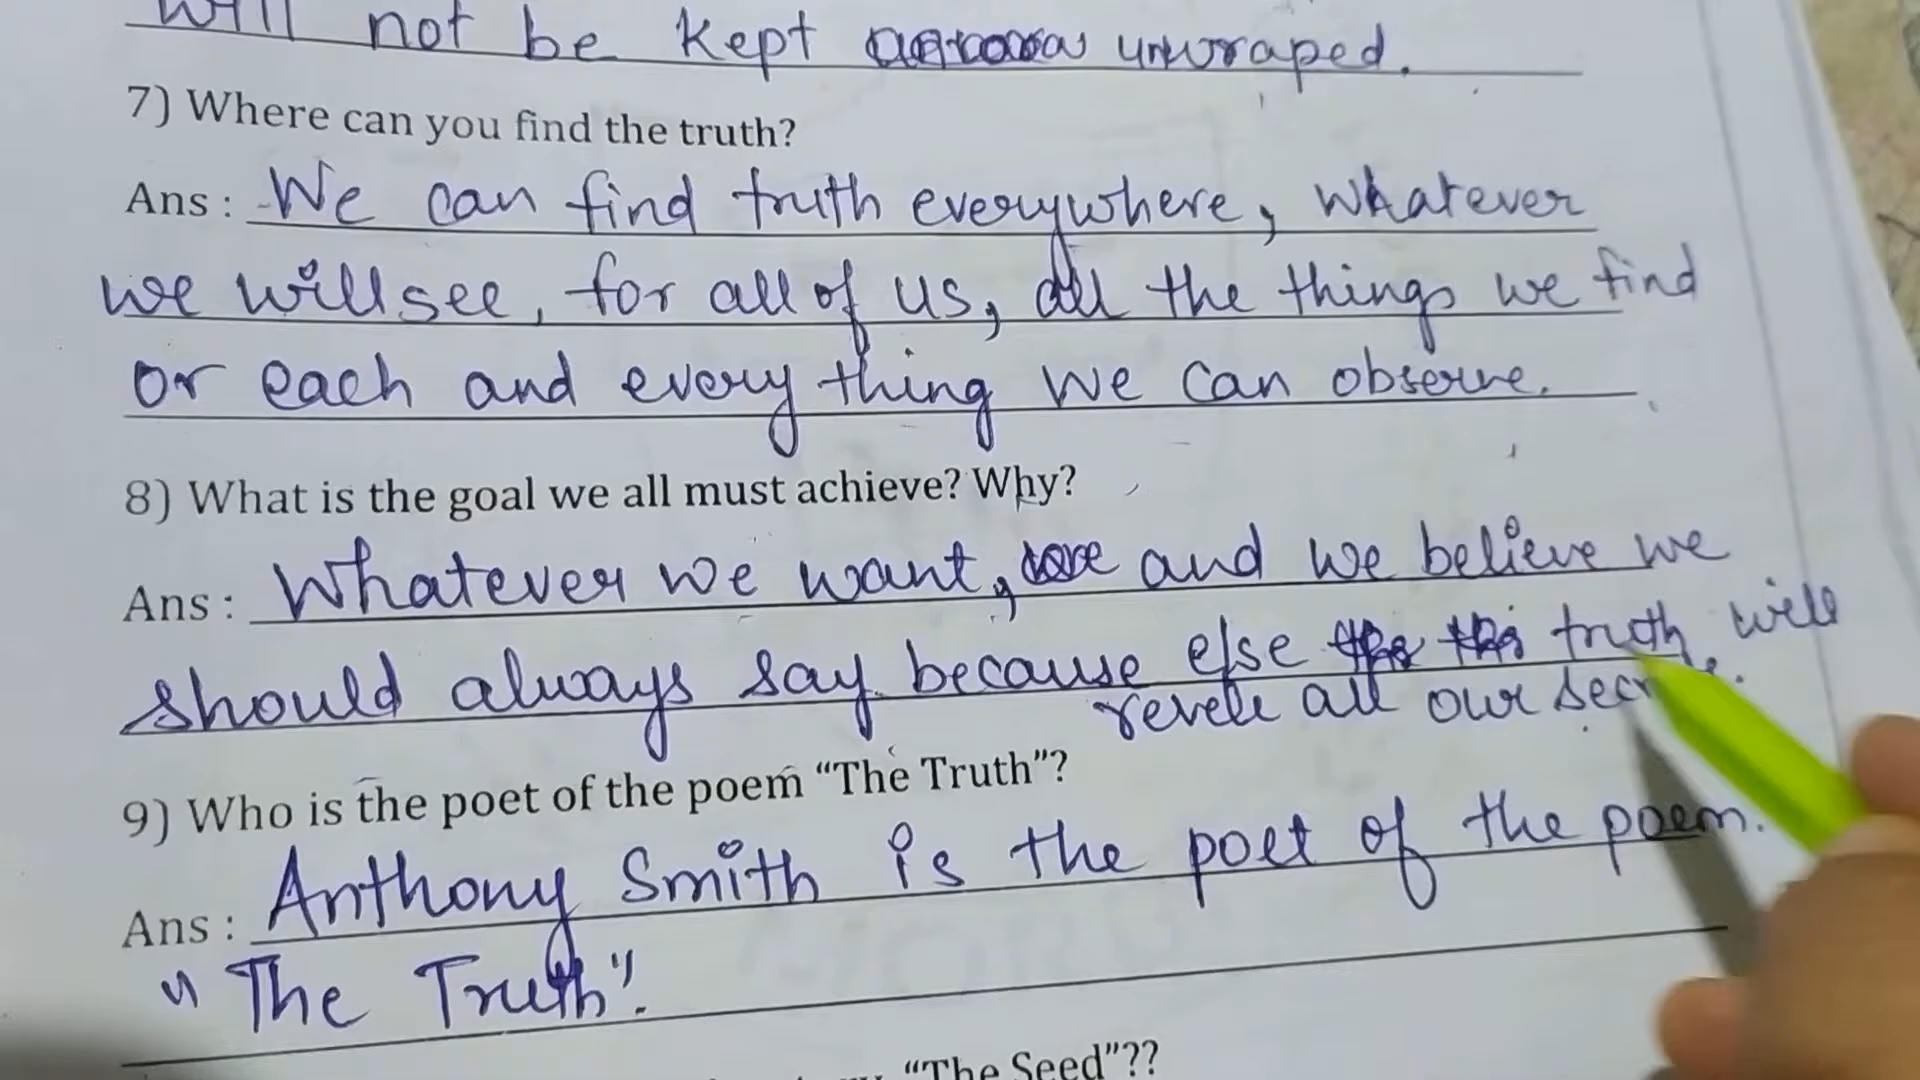 will not be kept unwraped.
7) Where can you find the truth?
Ans : We can find truth everywhere, whatever
we will see, for all of us, all the things we find
or each and every thing we can observe.
8) What is the goal we all must achieve? Why?
Ans : Whatever we want, and we believe we
should always say because else truth will
revele all our
9) Who is the poet of the poem “The Truth”?
Ans : Anthony Smith is the poet of the poem.
" The Truth".
“The Seed”??